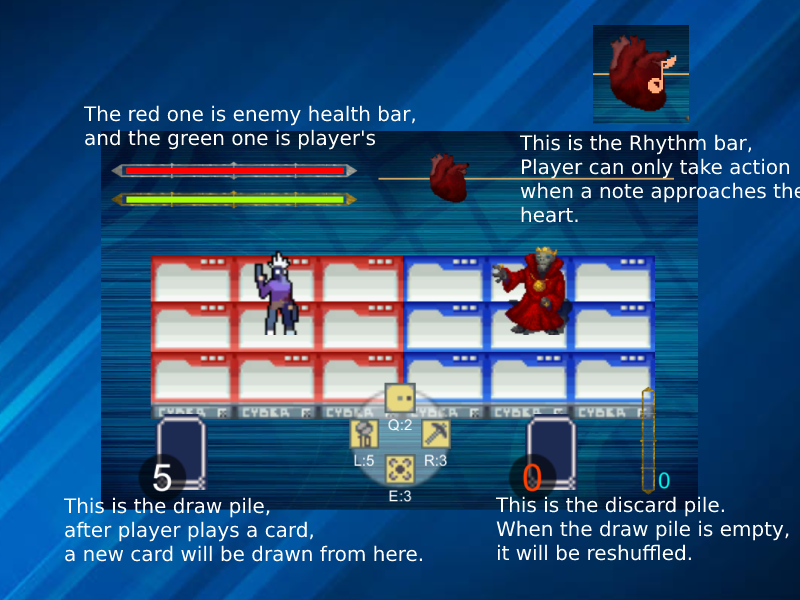 The red one is enemy health bar,
and the green one is player's
This is the Rhythm bar,
Player can only take action
when a note approaches the
heart.
Q:2
L:5
R:3
E:3
5
0
0
This is the draw pile,
after player plays a card,
a new card will be drawn from here.
This is the discard pile.
When the draw pile is empty,
it will be reshuffled.